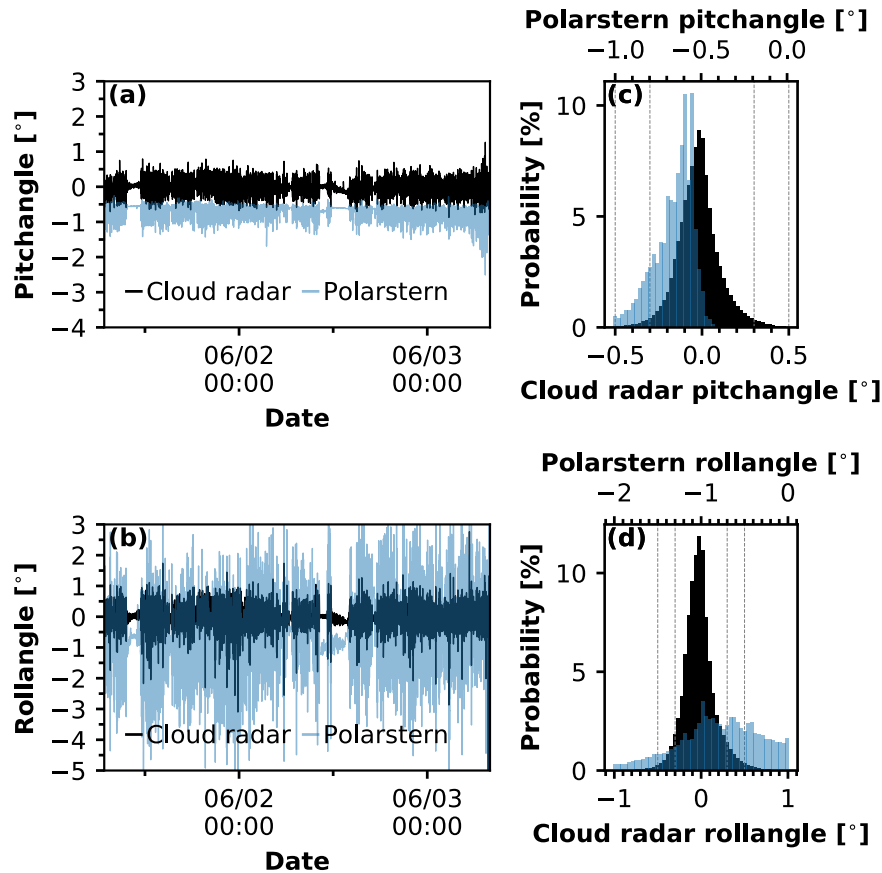 Polarstern pitchangle [°]
−1.0 −0.5 0.0
(a)
3
2
1
0
−1
−2
−3
−4
Pitchangle [°]
Cloud radar Polarstern
06/02 06/03
00:00 00:00
Date
(c)
10
5
0
Probability [%]
−0.5 0.0 0.5
Cloud radar pitchangle [°]
Polarstern rollangle [°]
−2 −1 0
(b)
3
2
1
0
−1
−2
−3
−4
−5
Rollangle [°]
Cloud radar Polarstern
06/02 06/03
00:00 00:00
Date
(d)
10
5
0
Probability [%]
−1 0 1
Cloud radar rollangle [°]